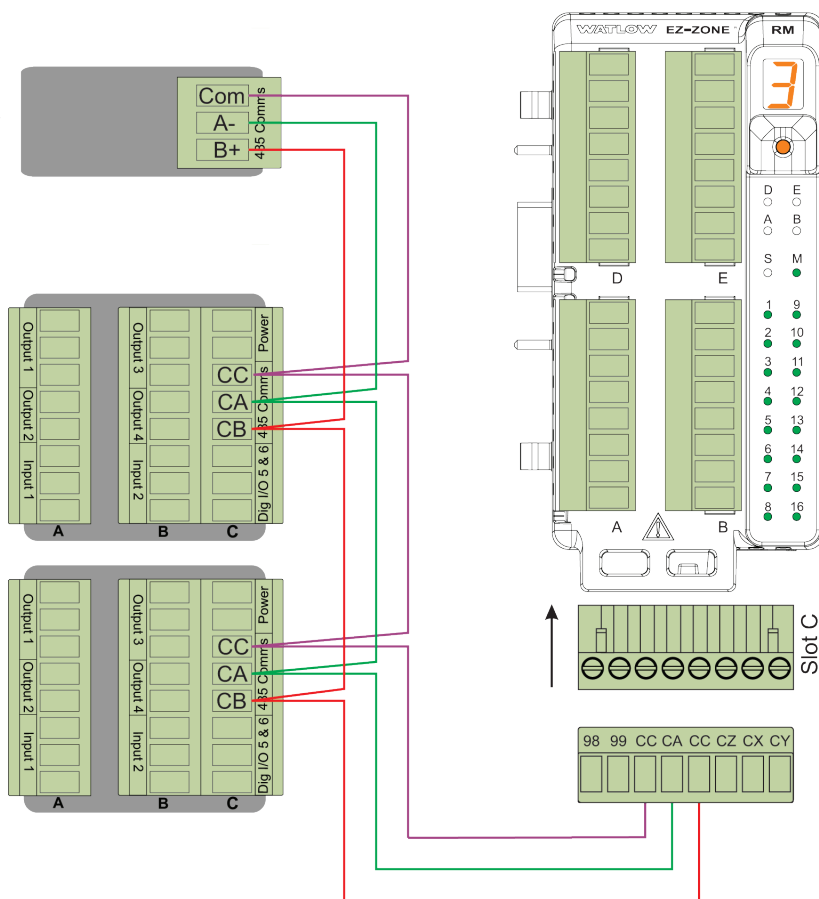 WATLOW EZ-ZONE RM
3
Com
A-
B+
485 Comms
D E
A B
S M
1 9
2 10
3 11
4 12
5 13
6 14
7 15
8 16
D E
A B
Output 1
Output 2
Input 1
Output 3
Output 4
Input 2
CC
CA
CB
Power
485 Comms
Dig I/O 5 & 6
A B C
Output 1
Output 2
Input 1
Output 3
Output 4
Input 2
CC
CA
CB
Power
485 Comms
Dig I/O 5 & 6
A B C
Slot C
98 99 CC CA CC CZ CX CY